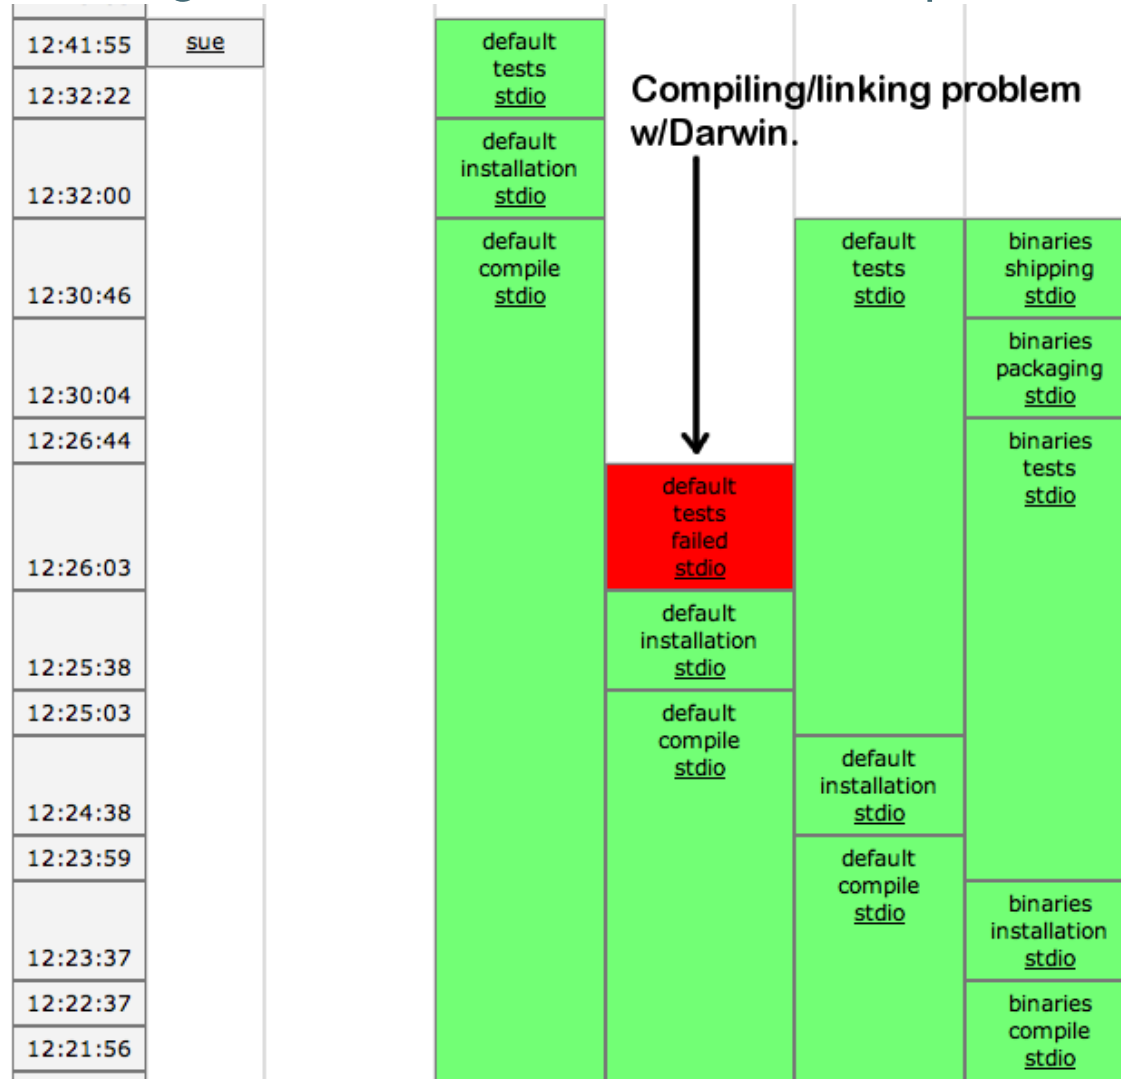 12:41:55 sue default
tests
12:32:22 stdio
Compiling/linking problem
w/Darwin.
default
installation
12:32:00 stdio
default default binaries
compile tests shipping
12:30:46 stdio stdio stdio
binaries
packaging
12:30:04 stdio
12:26:44 binaries
tests
stdio
default
tests
failed
12:26:03 stdio
default
installation
12:25:38 stdio
12:25:03 default
compile
stdio
default
installation
12:24:38 stdio
12:23:59 default
compile
stdio
binaries
installation
12:23:37 stdio
12:22:37 binaries
compile
12:21:56 stdio